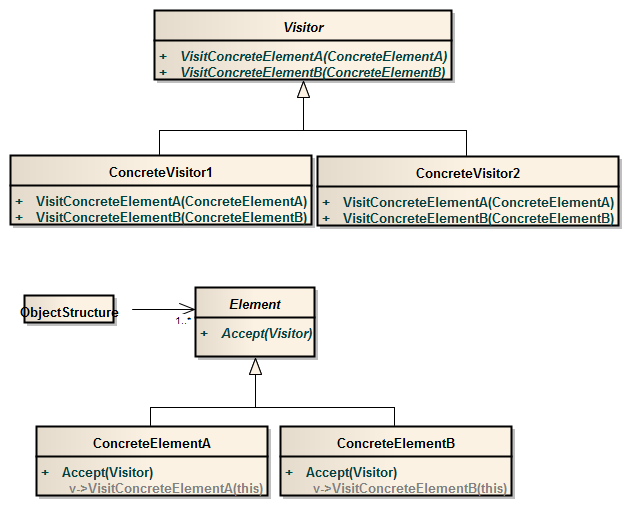 Visitor
+ VisitConcreteElementA(ConcreteElementA)
+ VisitConcreteElementB(ConcreteElementB)
ConcreteVisitor1
+ VisitConcreteElementA(ConcreteElementA)
+ VisitConcreteElementB(ConcreteElementB)
ConcreteVisitor2
+ VisitConcreteElementA(ConcreteElementA)
+ VisitConcreteElementB(ConcreteElementB)
ObjectStructure
1..*
Element
+ Accept(Visitor)
ConcreteElementA
+ Accept(Visitor)
v->VisitConcreteElementA(this)
ConcreteElementB
+ Accept(Visitor)
v->VisitConcreteElementB(this)